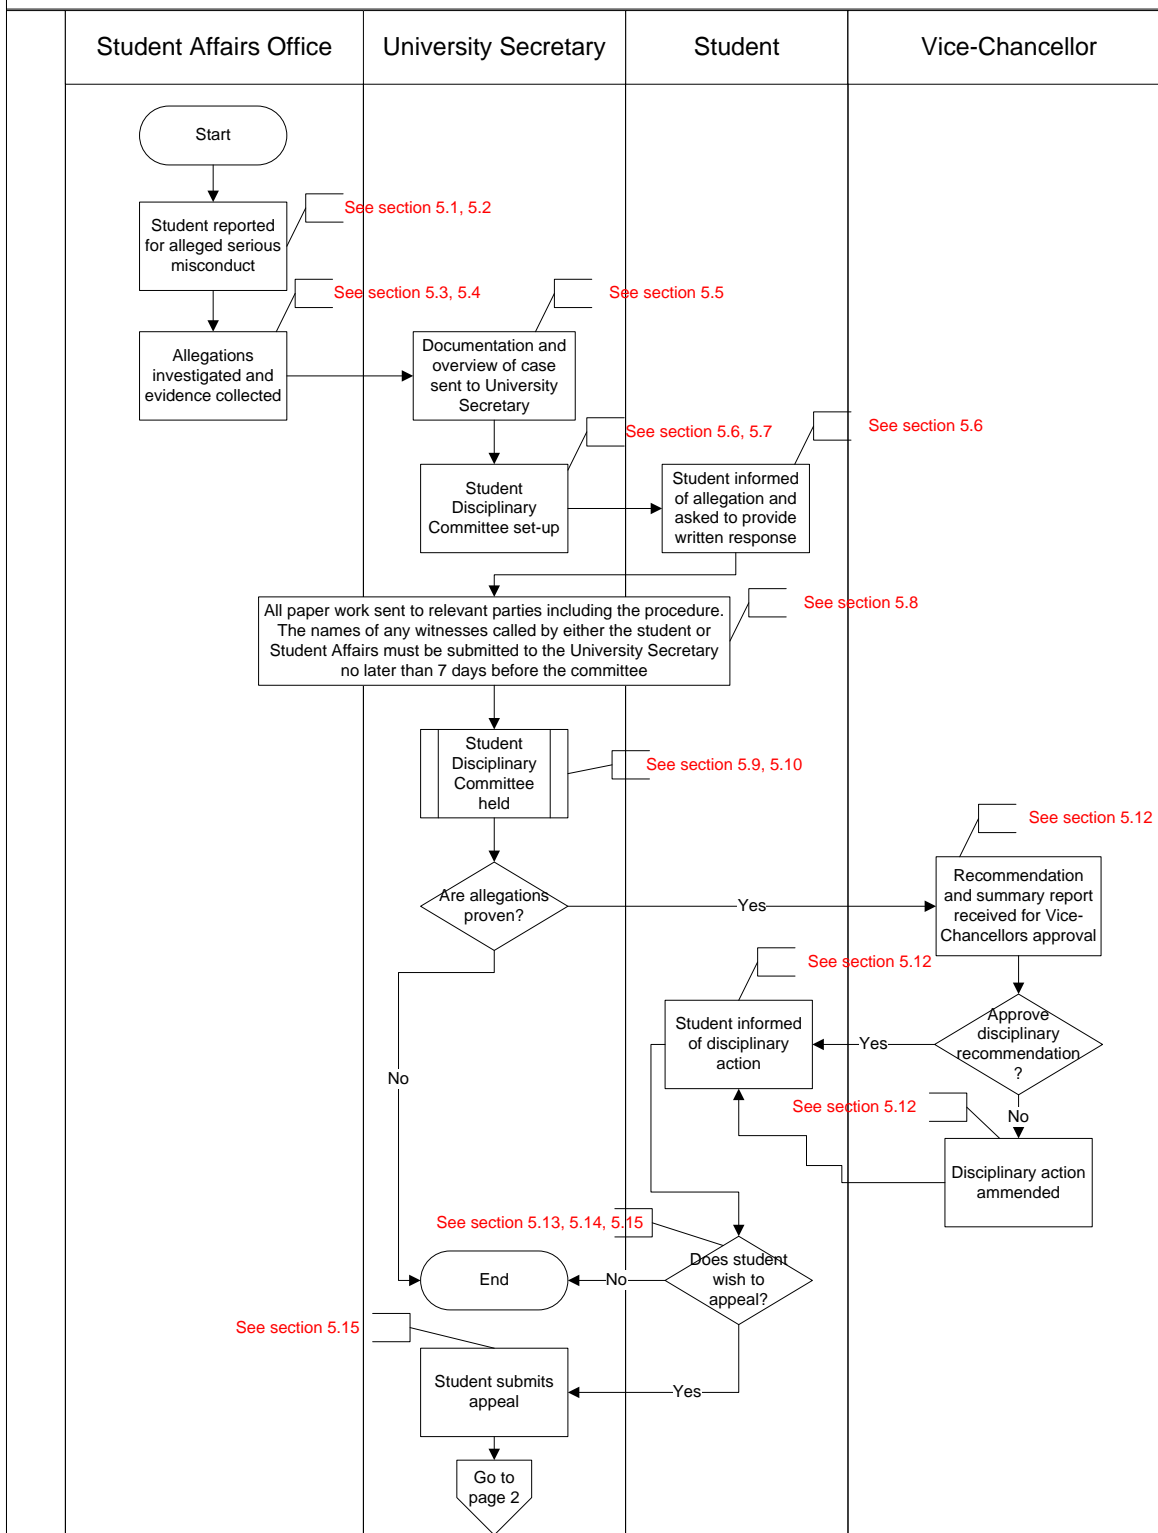 Student Affairs Office
University Secretary
Student
Vice-Chancellor
Start
See section 5.1, 5.2
Student reported
for alleged serious
misconduct
See section 5.3, 5.4
See section 5.5
Allegations
investigated and
evidence collected
Documentation and
overview of case
sent to University
Secretary
See section 5.6, 5.7
See section 5.6
Student
Disciplinary
Committee set-up
Student informed
of allegation and
asked to provide
written response
All paper work sent to relevant parties including the procedure.
The names of any witnesses called by either the student or
Student Affairs must be submitted to the University Secretary
no later than 7 days before the committee
See section 5.8
Student
Disciplinary
Committee
held
See section 5.9, 5.10
See section 5.12
Are allegations
proven?
Yes
Recommendation
and summary report
received for Vice-
Chancellors approval
See section 5.12
Student informed
of disciplinary
action
Yes
Approve
disciplinary
recommendation
?
No
See section 5.12
No
Disciplinary action
ammended
See section 5.13, 5.14, 5.15
End
No
Does student
wish to
appeal?
See section 5.15
Student submits
appeal
Yes
Go to
page 2